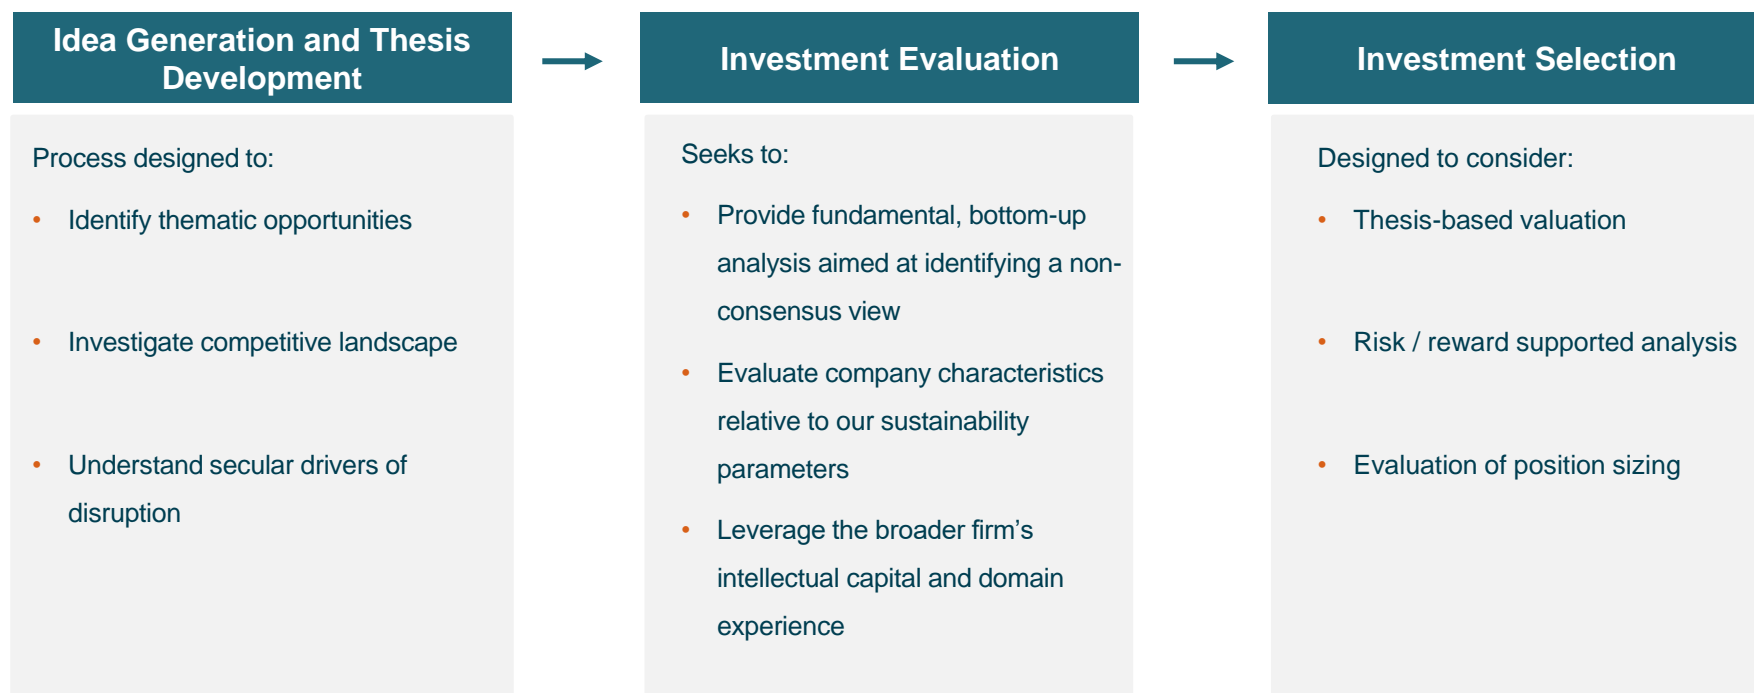 Idea Generation and Thesis
Development
Process designed to:
• Identify thematic opportunities
• Investigate competitive landscape
• Understand secular drivers of
disruption
Investment Evaluation
Seeks to:
• Provide fundamental, bottom-up
analysis aimed at identifying a non-
consensus view
• Evaluate company characteristics
relative to our sustainability
parameters
• Leverage the broader firm’s
intellectual capital and domain
experience
Investment Selection
Designed to consider:
• Thesis-based valuation
• Risk / reward supported analysis
• Evaluation of position sizing